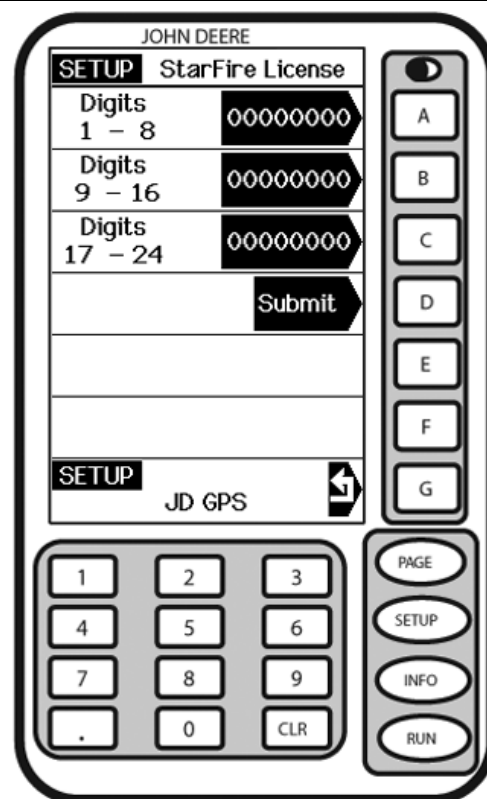 JOHN DEERE
SETUP StarFire License
Digits
1 - 8
00000000
Digits
9 - 16
00000000
Digits
17 - 24
00000000
Submit
SETUP
JD GPS
A
B
C
D
E
F
G
PAGE
SETUP
INFO
RUN
1 2 3
4 5 6
7 8 9
. 0 CLR